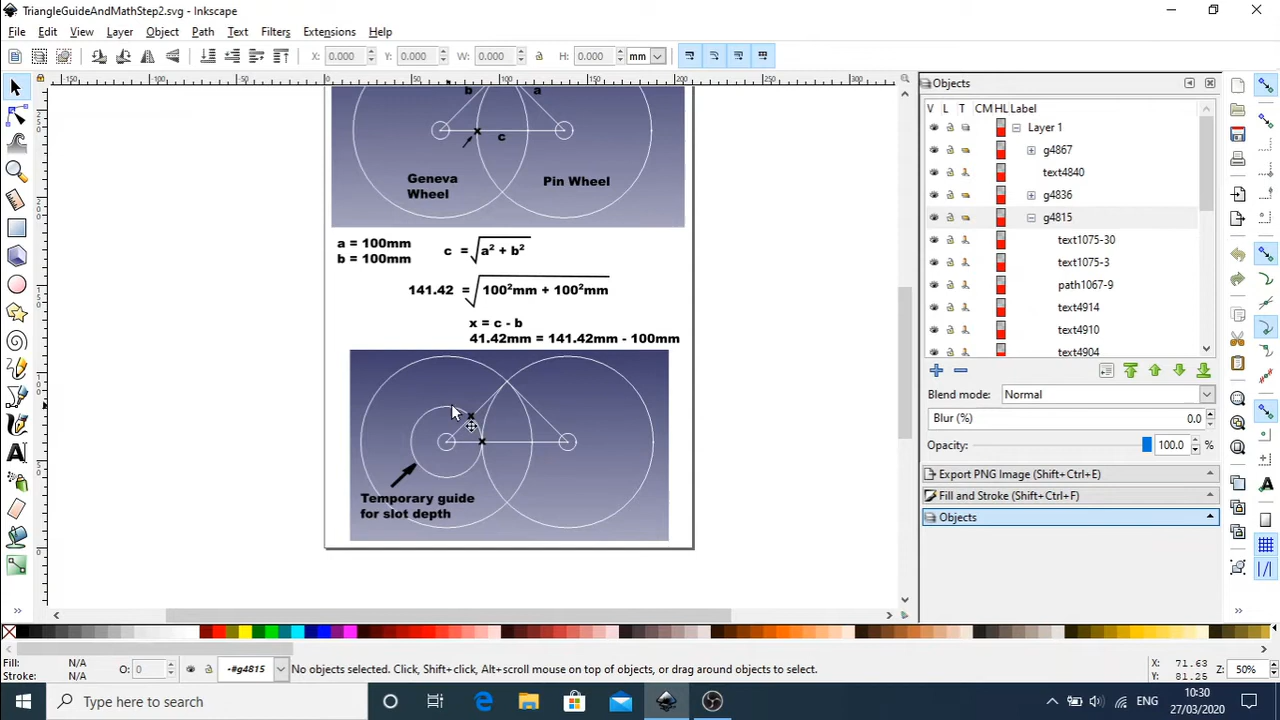 TriangleGuideAndMathStep2.svg - Inkscape
File Edit View Layer Object Path Text Filters Extensions Help
X: 0.000 Y: 0.000 W: 0.000 H: 0.000 mm
b a
x
c
Geneva
Wheel
Pin Wheel
a = 100mm
b = 100mm
c = √a² + b²
141.42 = √100²mm + 100²mm
x = c - b
41.42mm = 141.42mm - 100mm
x
x
Temporary guide
for slot depth
Objects
V L T CM HL Label
Layer 1
g4867
text4840
g4836
g4815
text1075-30
text1075-3
path1067-9
text4914
text4910
text4904
Blend mode: Normal
Blur (%) 0.0
Opacity: 100.0 %
Export PNG Image (Shift+Ctrl+E)
Fill and Stroke (Shift+Ctrl+F)
Objects
Fill: N/A
Stroke: N/A
O: 0
-#g4815
No objects selected. Click, Shift+click, Alt+scroll mouse on top of objects, or drag around objects to select.
X: 71.63
Y: 81.25
Z: 50%
Type here to search
ENG
10:30
27/03/2020